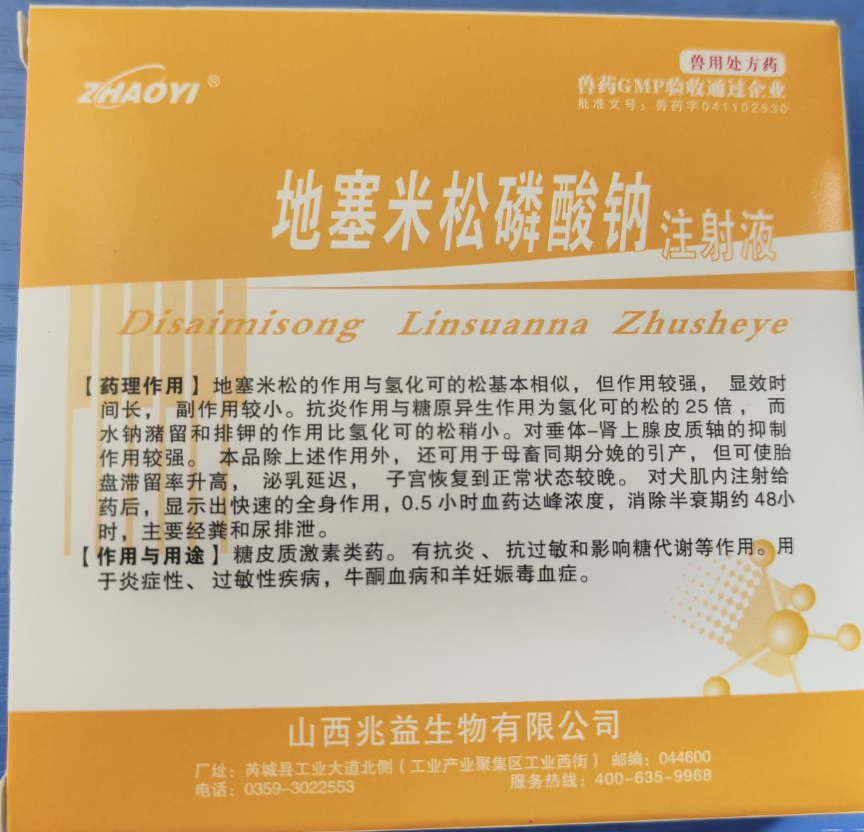 ZHAOYI®
兽用处方药
兽药GMP验收通过企业
批准文号：兽药字041102530
地塞米松磷酸钠注射液
Disaimisong Linsuanna Zhusheye
【药理作用】地塞米松的作用与氢化可的松基本相似，但作用较强，显效时
间长，副作用较小。抗炎作用与糖原异生作用为氢化可的松的25倍，而
水钠潴留和排钾的作用比氢化可的松稍小。对垂体-肾上腺皮质轴的抑制
作用较强。本品除上述作用外，还可用于母畜同期分娩的引产，但可使胎
盘滞留率升高，泌乳延迟，子宫恢复到正常状态较晚。对犬肌内注射给
药后，显示出快速的全身作用，0.5小时血药达峰浓度，消除半衰期约48小
时，主要经粪和尿排泄。
【作用与用途】糖皮质激素类药。有抗炎、抗过敏和影响糖代谢等作用。用
于炎症性、过敏性疾病，牛酮血病和羊妊娠毒血症。
山西兆益生物有限公司
厂址：芮城县工业大道北侧（工业产业聚集区工业西街） 邮编：044600
电话：0359-3022553 服务热线：400-635-9968